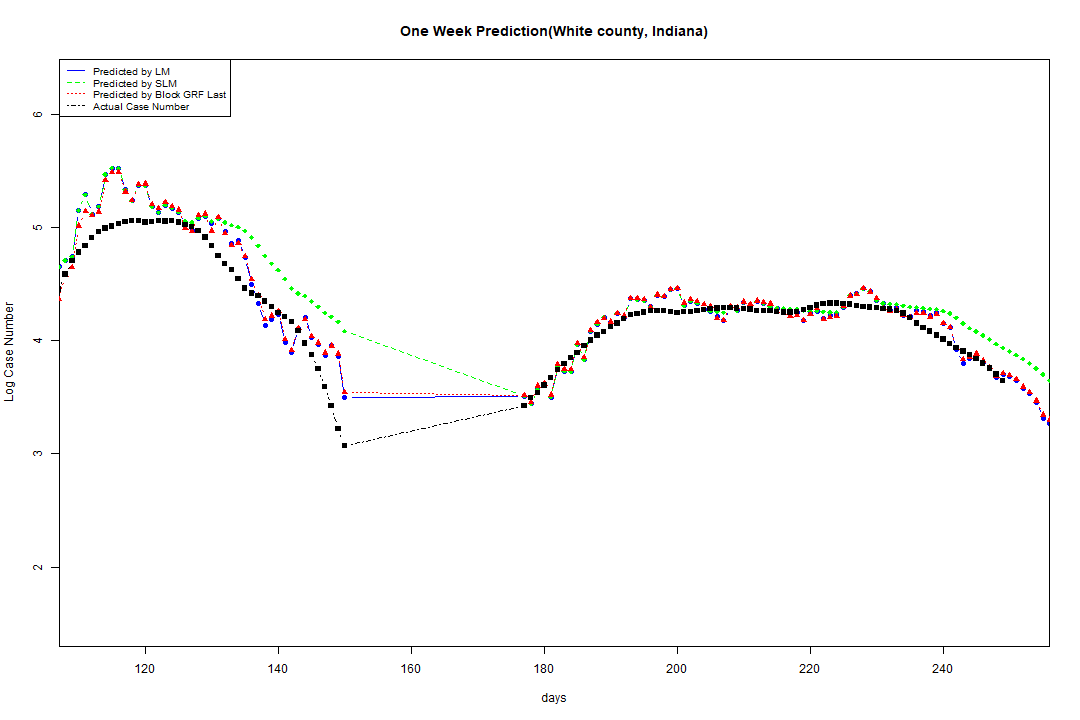 One Week Prediction(White county, Indiana)
Predicted by LM
Predicted by SLM
Predicted by Block GRF Last
Actual Case Number
6
5
4
3
2
Log Case Number
120 140 160 180 200 220 240
days